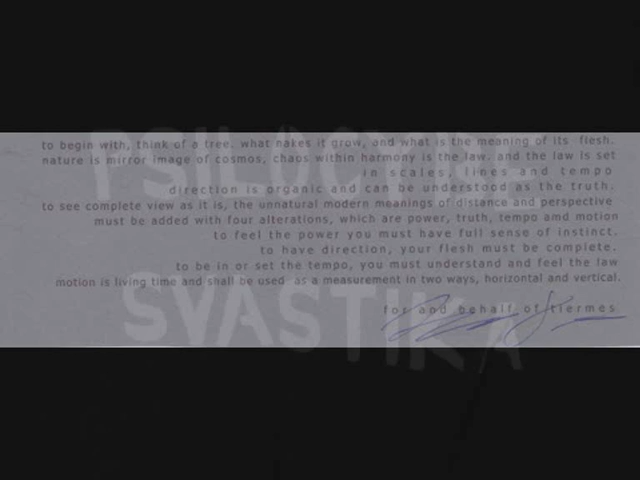 PSILOCYBE
to begin with, think of a tree. what nakes it grow, and what is the meaning of its flesh.
nature is mirror image of cosmos, chaos within harmony is the law. and the law is set
in scales, lines and tempo
direction is organic and can be understood as the truth.
to see complete view as it is, the unnatural modern meanings of distance and perspective
must be added with four alterations, which are power, truth, tempo amd motion
to feel the power you must have full sense of instinct.
to have direction, your flesh must be complete.
to be in or set the tempo, you must understand and feel the law
motion is living time and shall be used as a measurement in two ways, horizontal and vertical.
SVASTIKA
for and behalf of tiermes